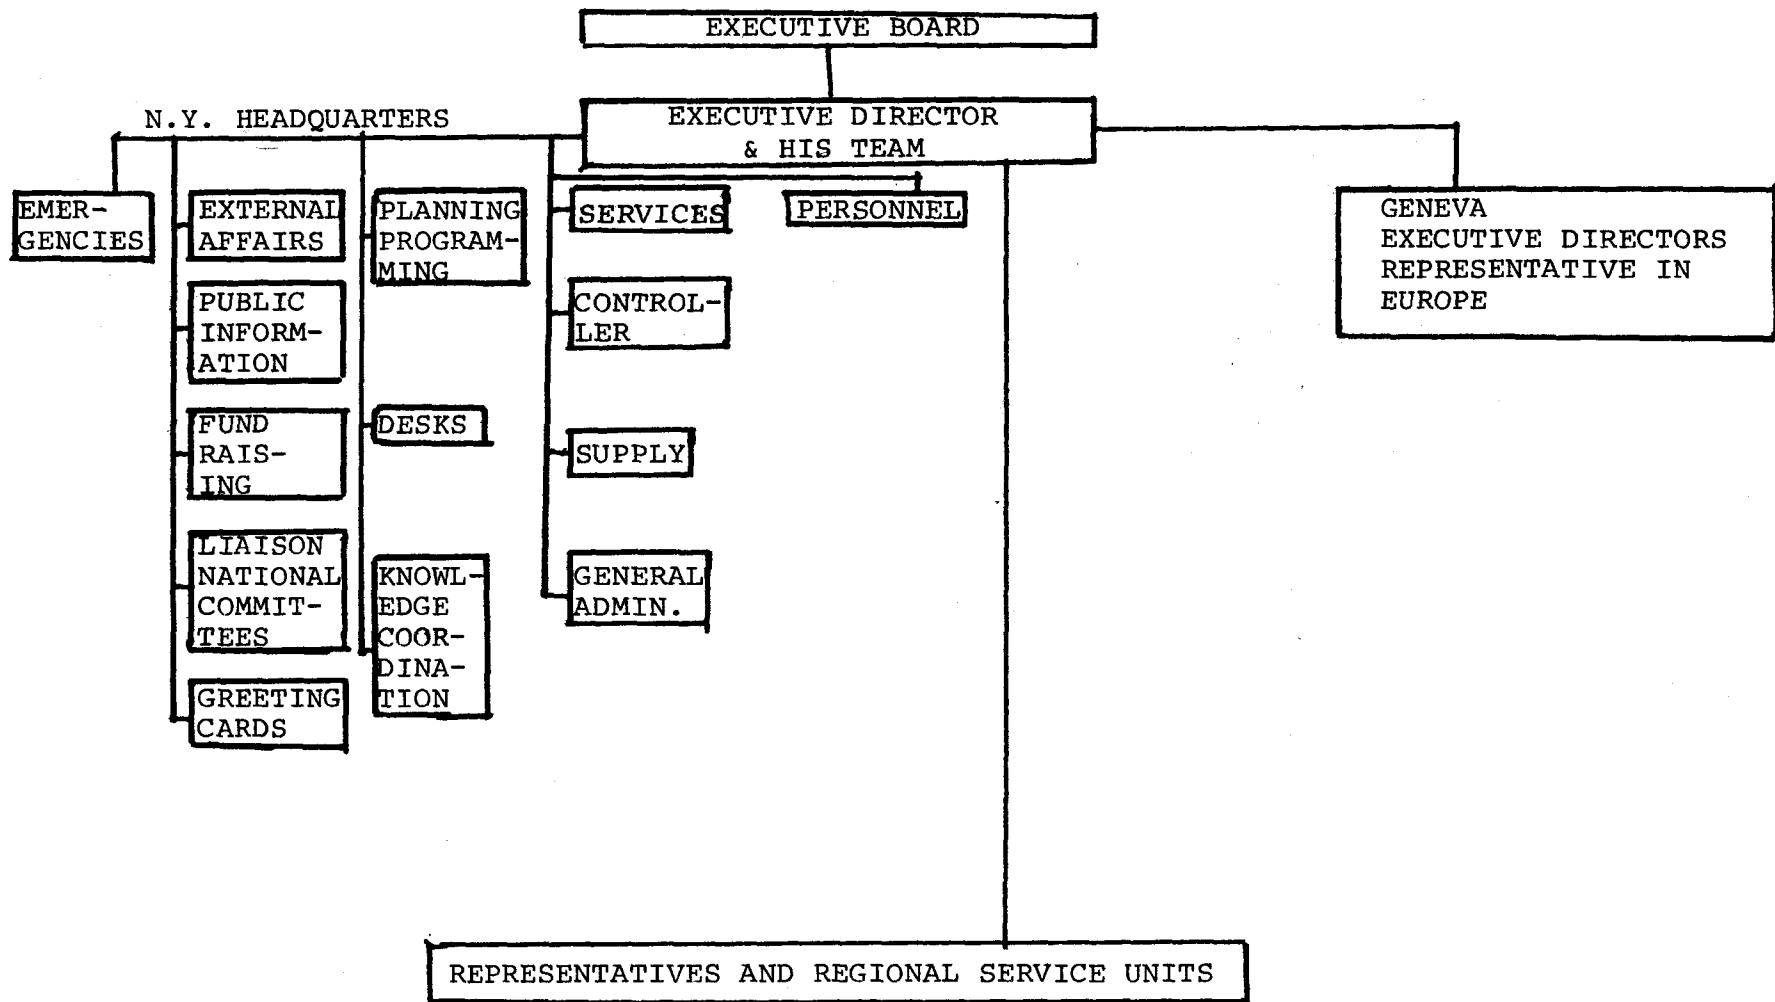 EXECUTIVE BOARD
N.Y. HEADQUARTERS
EXECUTIVE DIRECTOR
& HIS TEAM
EMER-
GENCIES
EXTERNAL
AFFAIRS
PUBLIC
INFORM-
ATION
FUND
RAIS-
ING
LIAISON
NATIONAL
COMMIT-
TEES
GREETING
CARDS
PLANNING
PROGRAM-
MING
DESKS
KNOWL-
EDGE
COOR-
DINA-
TION
SERVICES
CONTROL-
LER
SUPPLY
GENERAL
ADMIN.
PERSONNEL
GENEVA
EXECUTIVE DIRECTORS
REPRESENTATIVE IN
EUROPE
REPRESENTATIVES AND REGIONAL SERVICE UNITS